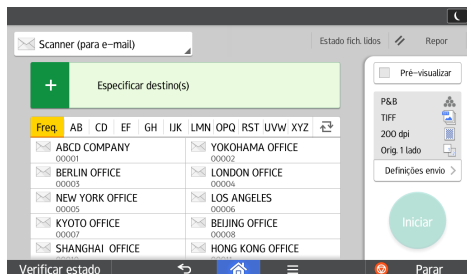 Scanner (para e-mail)
Estado fich. lidos
Repor
Especificar destino(s)
Pré-visualizar
P&B
TIFF
200 dpi
Orig. 1 lado
Definições envio
Iniciar
Freq. AB CD EF GH IJK LMN OPQ RST UVW XYZ
ABCD COMPANY
00001
YOKOHAMA OFFICE
00002
BERLIN OFFICE
00003
LONDON OFFICE
00004
NEW YORK OFFICE
00005
LOS ANGELES
00006
KYOTO OFFICE
00007
BEIJING OFFICE
00008
SHANGHAI OFFICE
HONG KONG OFFICE
Verificar estado
Parar